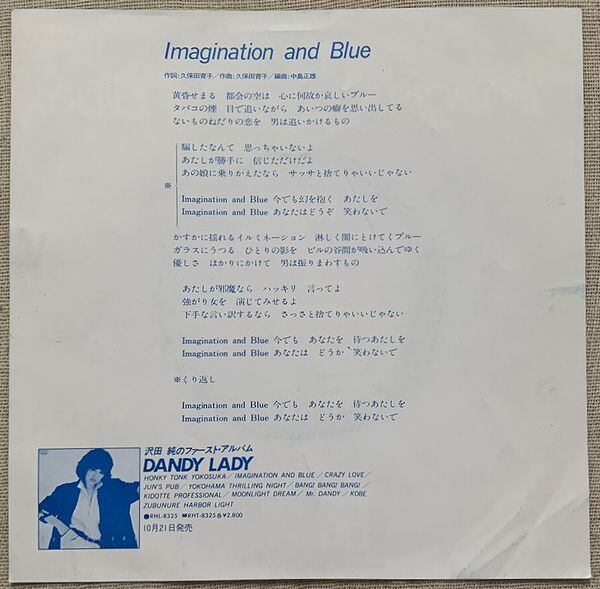 Imagination and Blue
作詞:久保田育子/作曲:久保田育子/編曲:中島正雄
黄昏せまる 都会の空は 心に何故か哀しいブルー
タバコの煙 目で追いながら あいつの癖を思い出してる
ないものねだりの恋を 男は追いかけるもの
騙したなんて 思っちゃいないよ
あたしが勝手に 信じただけだよ
あの娘に乗りかえたなら サッサと捨てりゃいいじゃない
※
Imagination and Blue 今でも幻を抱く あたしを
Imagination and Blue あなたはどうぞ 笑わないで
かすかに揺れるイルミネーション 淋しく闇にとけてくブルー
ガラスにうつる ひとりの影を ビルの谷間が吸い込んでゆく
優しさ はかりにかけて 男は振りまわすもの
あたしが邪魔なら ハッキリ 言ってよ
強がり女を 演じてみせるよ
下手な言い訳するなら さっさと捨てりゃいいじゃない
Imagination and Blue 今でも あなたを 待つあたしを
Imagination and Blue あなたは どうか 笑わないで
※くり返し
Imagination and Blue 今でも あなたを 待つあたしを
Imagination and Blue あなたは どうか 笑わないで
沢田 純のファースト・アルバム
DANDY LADY
HONKY TONK YOKOSUKA/IMAGINATION AND BLUE/CRAZY LOVE/
JUN'S PUB/YOKOHAMA THRILLING NIGHT/BANG! BANG! BANG!/
KIDOTTE PROFESSIONAL/MOONLIGHT DREAM/Mr. DANDY/KOBE
ZUBUNURE HARBOR LIGHT
●RHL-8325 ■RHT-8325各¥2,800
10月21日発売